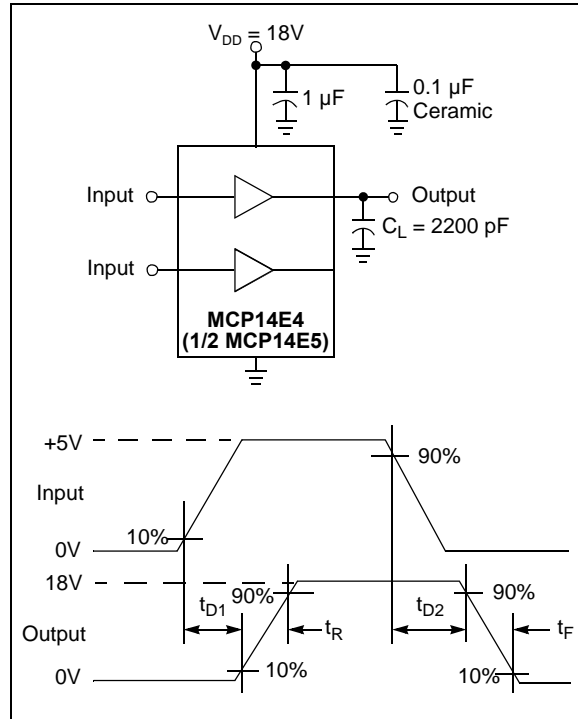 V_DD = 18V
1 µF
0.1 µF
Ceramic
Input
Output
C_L = 2200 pF
Input
MCP14E4
(1/2 MCP14E5)
+5V
90%
Input
10%
0V
18V
t_D1
90%
t_R
t_D2
90%
t_F
Output
10%
10%
0V